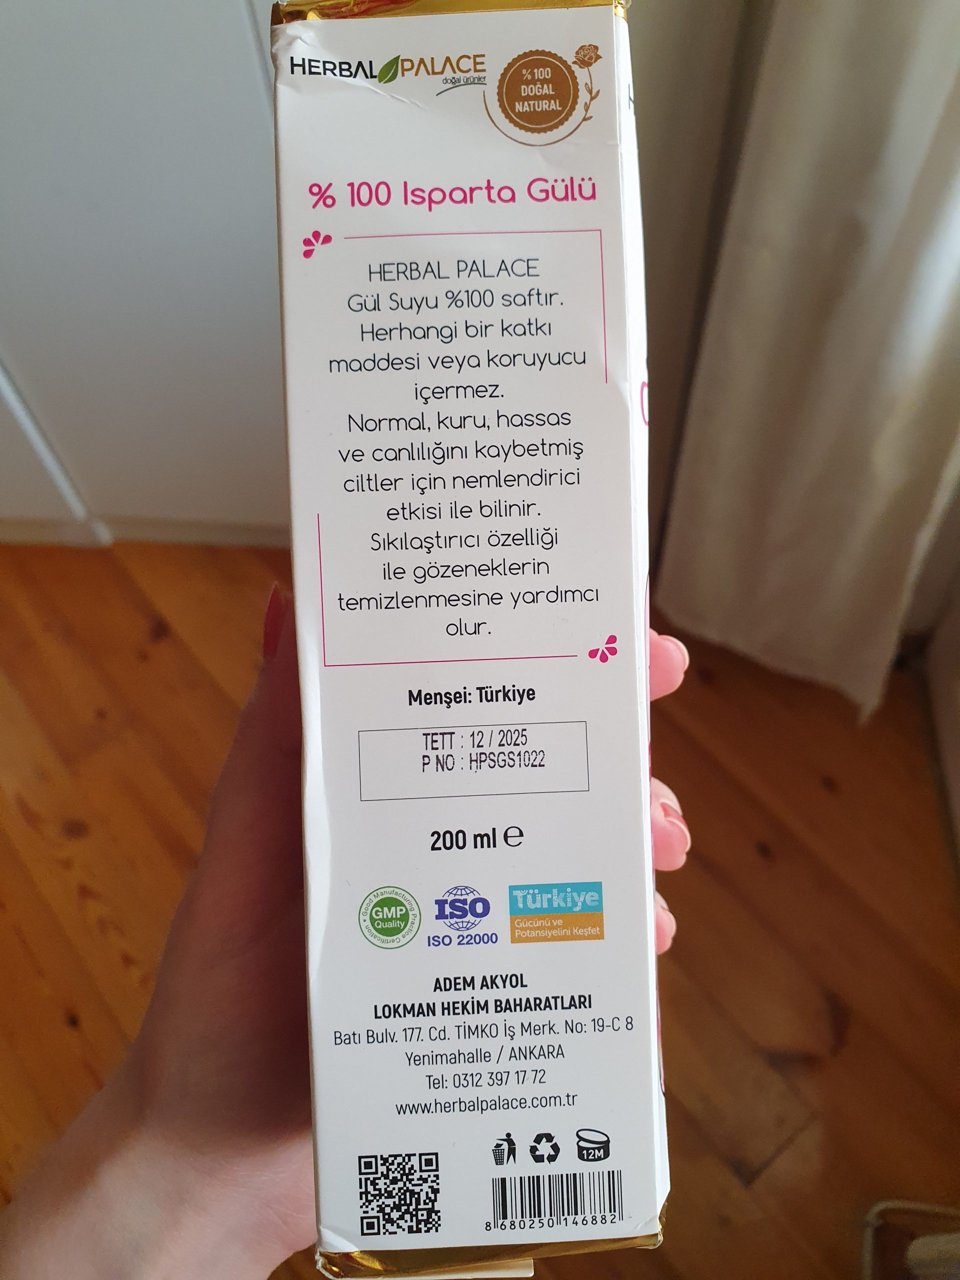 HERBAL PALACE
doğal ürünler
% 100
DOĞAL
NATURAL
% 100 Isparta Gülü
HERBAL PALACE
Gül Suyu %100 saftır.
Herhangi bir katkı
maddesi veya koruyucu
içermez.
Normal, kuru, hassas
ve canlılığını kaybetmiş
ciltler için nemlendirici
etkisi ile bilinir.
Sıkılaştırıcı özelliği
ile gözeneklerin
temizlenmesine yardımcı
olur.
Menşei: Türkiye
TETT : 12 / 2025
P NO : HPSGS1022
200 ml ℮
Good Manufacturing Practice Certification
GMP
Quality
ISO
ISO 22000
Türkiye
Gücünü ve
Potansiyelini Keşfet
ADEM AKYOL
LOKMAN HEKİM BAHARATLARI
Batı Bulv. 177. Cd. TİMKO İş Merk. No: 19-C 8
Yenimahalle / ANKARA
Tel: 0312 397 17 72
www.herbalpalace.com.tr
12M
8 680250 146882